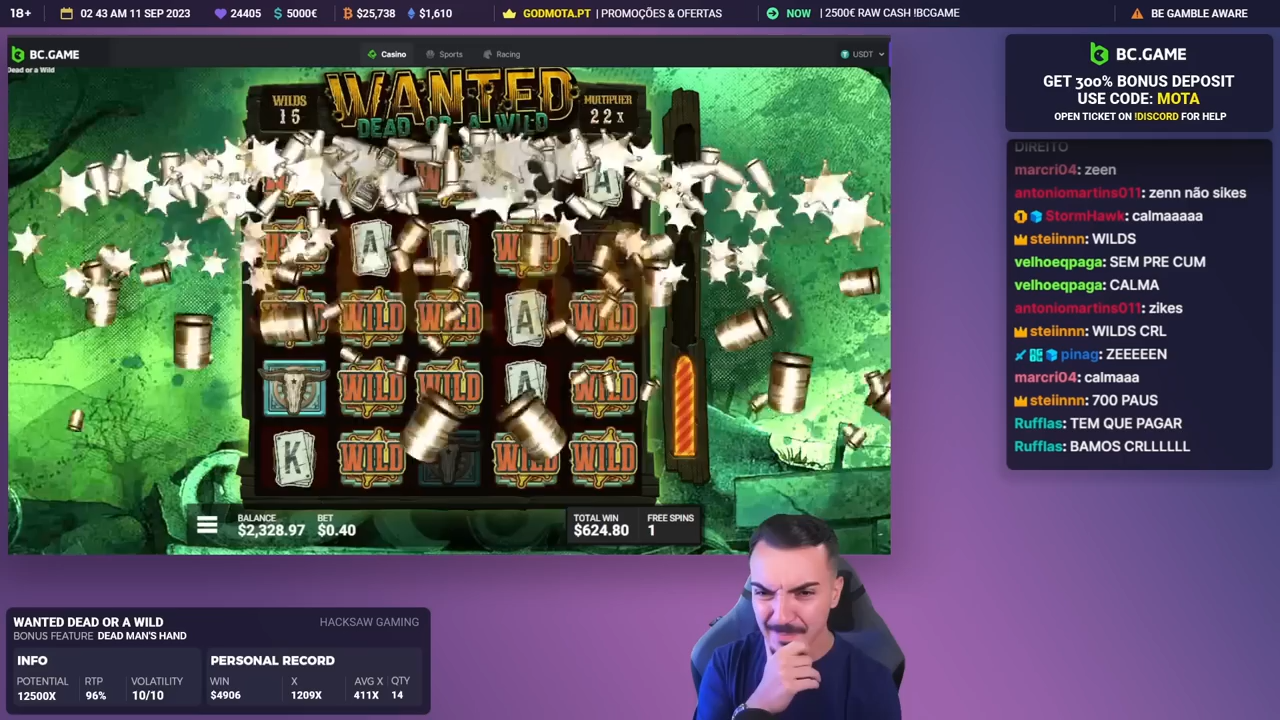 18+
02 43 AM 11 SEP 2023
24405
$ 5000€
$25,738
$1,610
GODMOTA.PT | PROMOÇÕES & OFERTAS
NOW | 2500€ RAW CASH !BCGAME
BE GAMBLE AWARE
BC.GAME
Casino
Sports
Racing
USDT
Dead or a Wild
WILDS
15
WANTED
DEAD OR A WILD
MULTIPLIER
22x
A
A 10 WILD
WILD WILD WILD A WILD
WILD WILD A WILD
K WILD WILD WILD
BALANCE
$2,328.97
BET
$0.40
TOTAL WIN
$624.80
FREE SPINS
1
BC.GAME
GET 300% BONUS DEPOSIT
USE CODE: MOTA
OPEN TICKET ON !DISCORD FOR HELP
DIREITO
marcri04: zeen
antoniomartins011: zenn não sikes
StormHawk: calmaaaaa
steiinnn: WILDS
velhoeqpaga: SEM PRE CUM
velhoeqpaga: CALMA
antoniomartins011: zikes
steiinnn: WILDS CRL
pinag: ZEEEEEN
marcri04: calmaaa
steiinnn: 700 PAUS
Rufflas: TEM QUE PAGAR
Rufflas: BAMOS CRLLLLLL
WANTED DEAD OR A WILD
HACKSAW GAMING
BONUS FEATURE DEAD MAN'S HAND
INFO
POTENTIAL
12500X
RTP
96%
VOLATILITY
10/10
PERSONAL RECORD
WIN
$4906
X
1209X
AVG X
411X
QTY
14